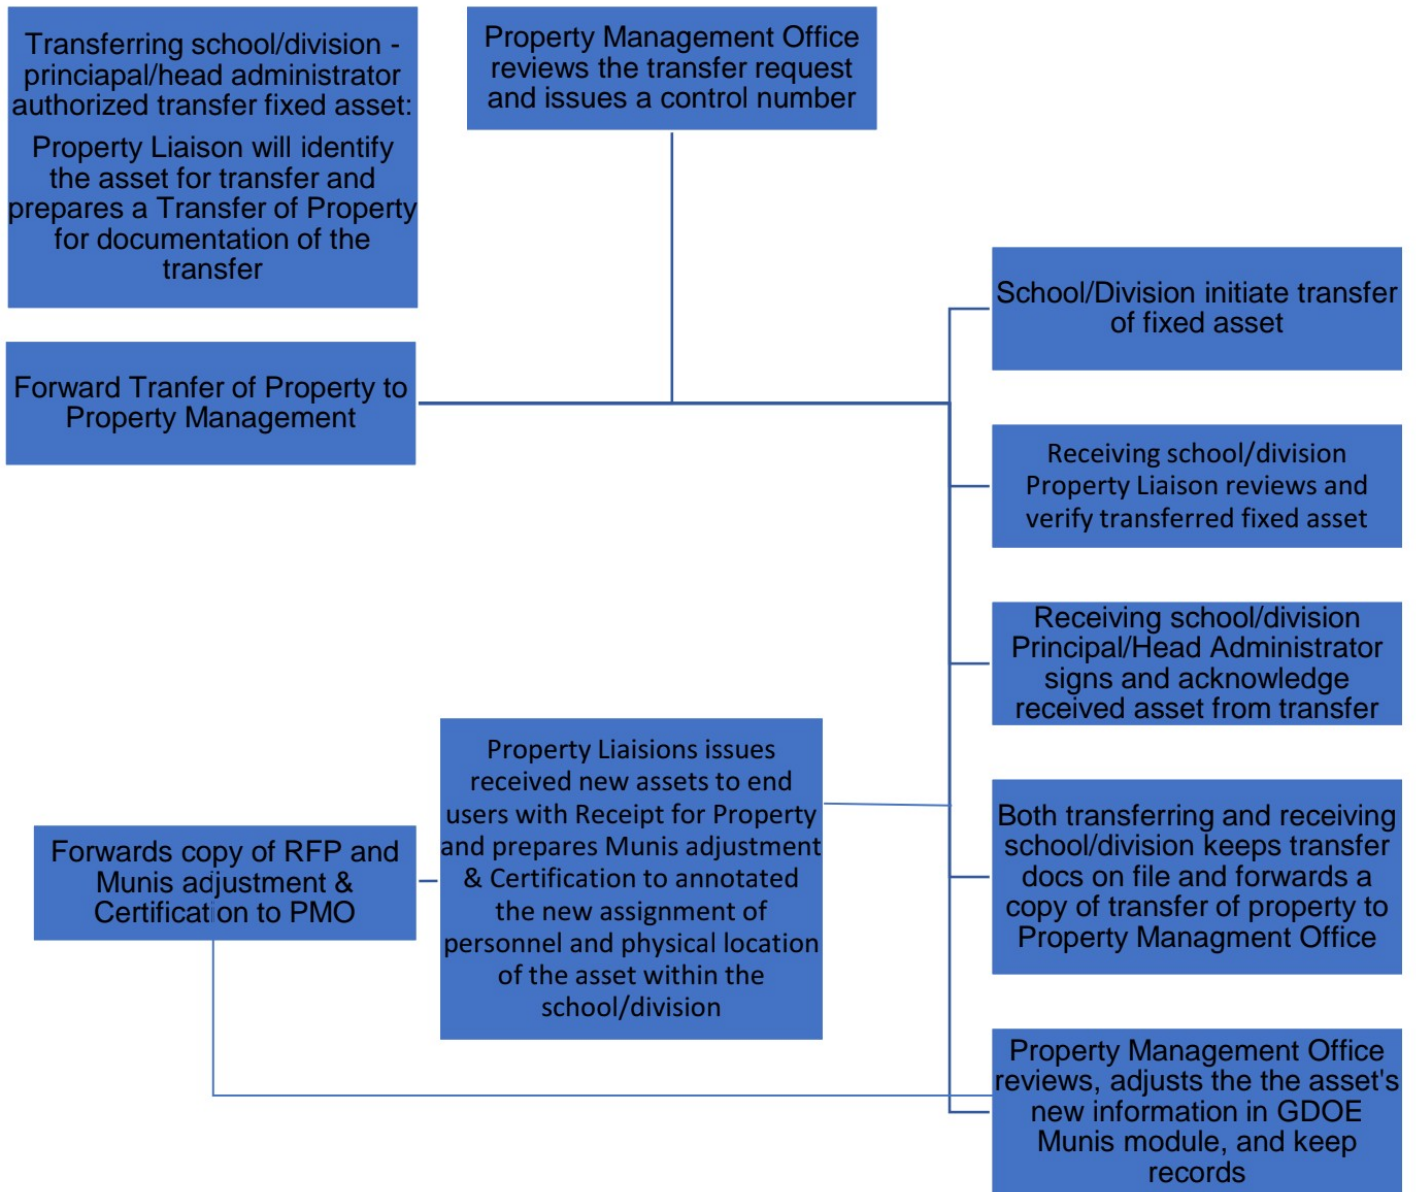 Transferring school/division -
princiapal/head administrator
authorized transfer fixed asset:
Property Liaison will identify
the asset for transfer and
prepares a Transfer of Property
for documentation of the
transfer
Property Management Office
reviews the transfer request
and issues a control number
Forward Tranfer of Property to
Property Management
School/Division initiate transfer
of fixed asset
Receiving school/division
Property Liaison reviews and
verify transferred fixed asset
Receiving school/division
Principal/Head Administrator
signs and acknowledge
received asset from transfer
Both transferring and receiving
school/division keeps transfer
docs on file and forwards a
copy of transfer of property to
Property Managment Office
Property Liaisions issues
received new assets to end
users with Receipt for Property
and prepares Munis adjustment
& Certification to annotated
the new assignment of
personnel and physical location
of the asset within the
school/division
Forwards copy of RFP and
Munis adjustment &
Certification to PMO
Property Management Office
reviews, adjusts the the asset's
new information in GDOE
Munis module, and keep
records